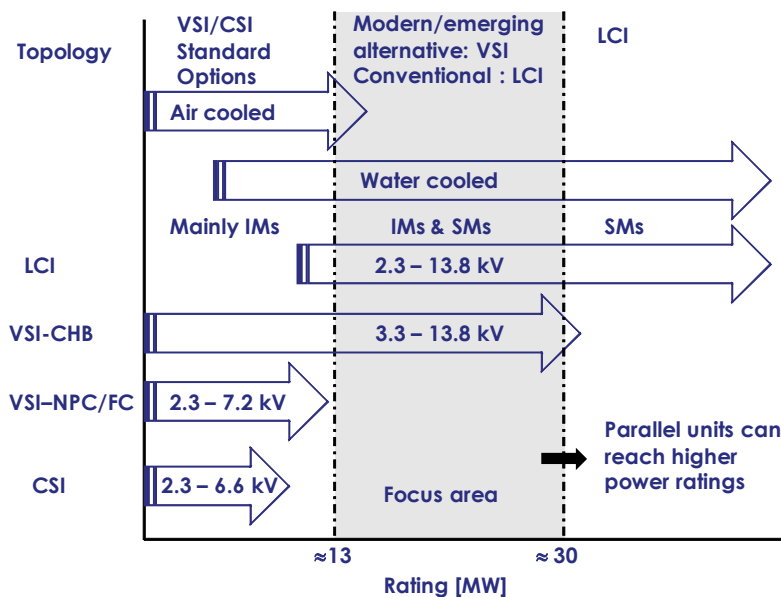 Topology
VSI/CSI
Standard
Options
Modern/emerging
alternative: VSI
Conventional : LCI
LCI
Air cooled
Water cooled
Mainly IMs
IMs & SMs
SMs
LCI
2.3 – 13.8 kV
VSI-CHB
3.3 – 13.8 kV
VSI–NPC/FC
2.3 – 7.2 kV
CSI
2.3 – 6.6 kV
Focus area
Parallel units can
reach higher
power ratings
≈13
≈30
Rating [MW]